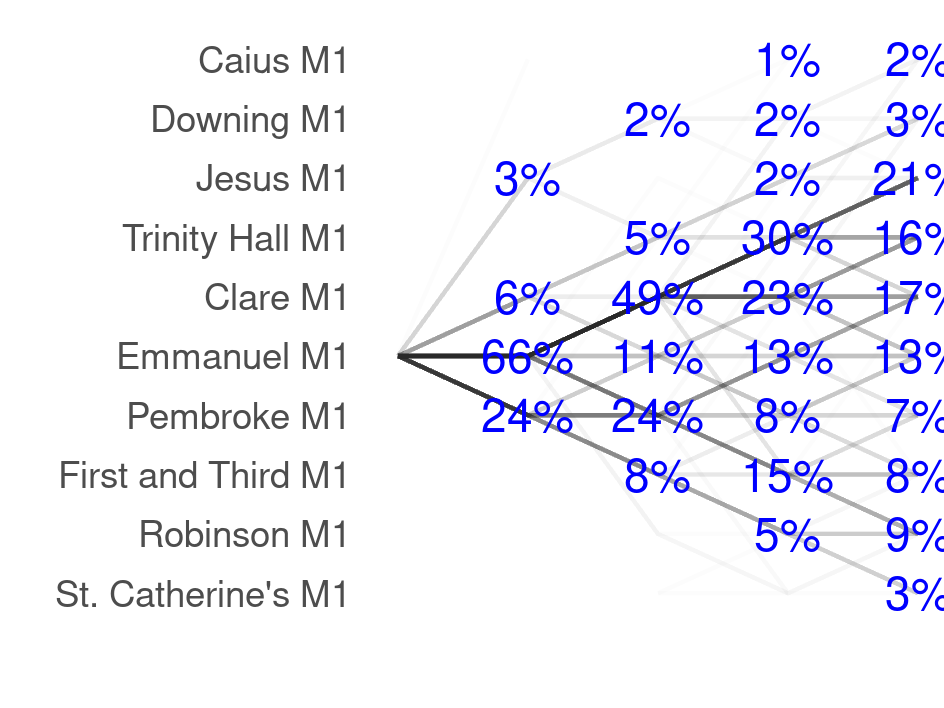 Caius M1 1% 2%
Downing M1 2% 2% 3%
Jesus M1 3% 2% 21%
Trinity Hall M1 5% 30% 16%
Clare M1 6% 49% 23% 17%
Emmanuel M1 66% 11% 13% 13%
Pembroke M1 24% 24% 8% 7%
First and Third M1 8% 15% 8%
Robinson M1 5% 9%
St. Catherine's M1 3%